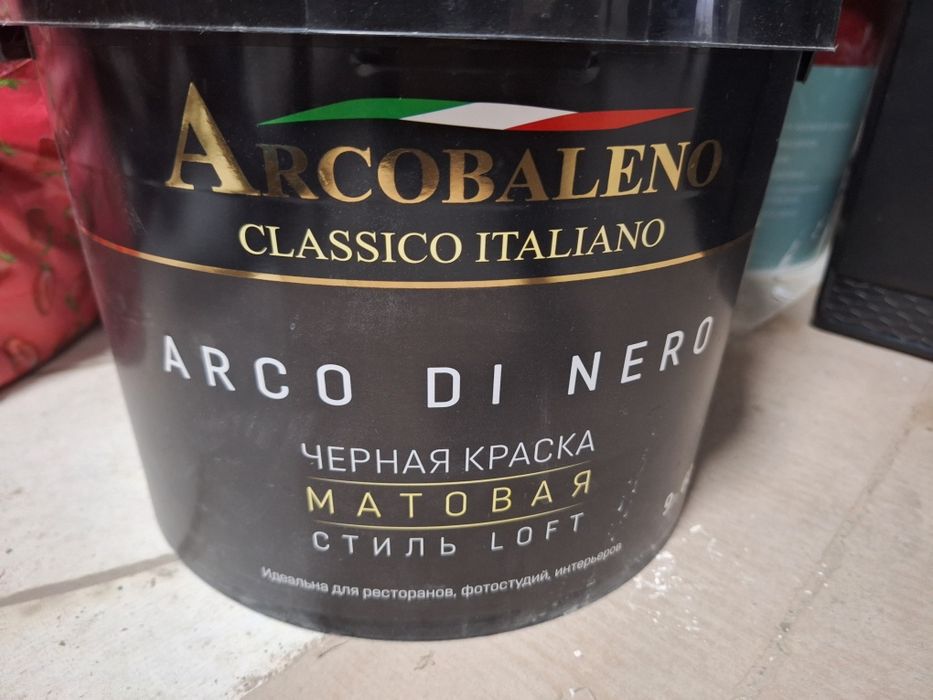 ARCOBALENO
CLASSICO ITALIANO
ARCO DI NERO
ЧЕРНАЯ КРАСКА
МАТОВАЯ
СТИЛЬ LOFT
Идеальна для ресторанов, фотостудий, интерьеров